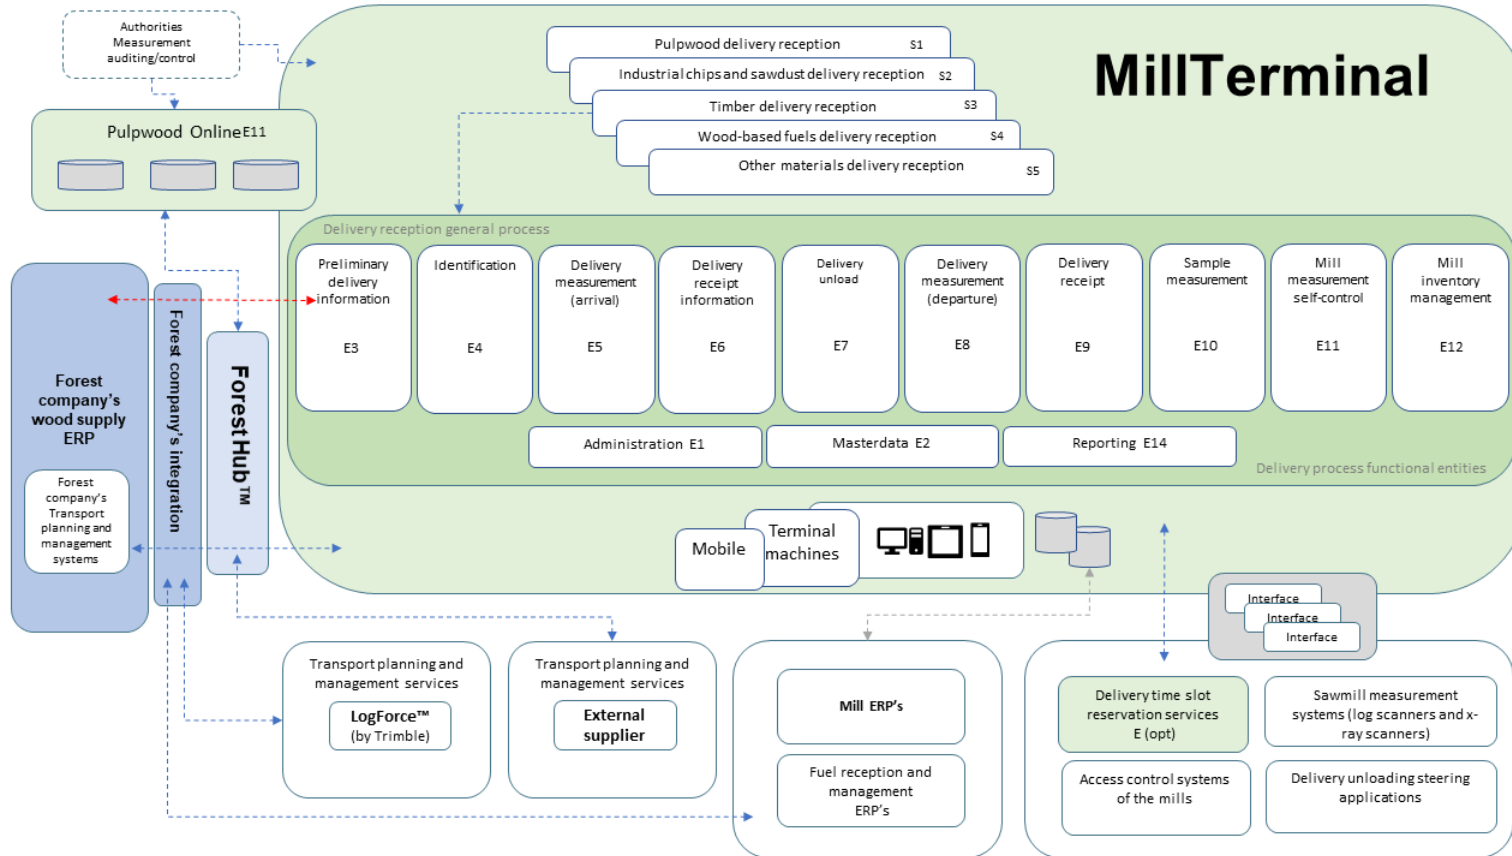 Authorities
Measurement
auditing/control
MillTerminal
Pulpwood delivery reception S1
Industrial chips and sawdust delivery reception S2
Timber delivery reception S3
Wood-based fuels delivery reception S4
Other materials delivery reception S5
Pulpwood Online E11
Delivery reception general process
Preliminary
delivery
information
E3
Identification
E4
Delivery
measurement
(arrival)
E5
Delivery
receipt
information
E6
Delivery
unload
E7
Delivery
measurement
(departure)
E8
Delivery
receipt
E9
Sample
measurement
E10
Mill
measurement
self-control
E11
Mill
inventory
management
E12
Administration E1
Masterdata E2
Reporting E14
Delivery process functional entities
Forest
company's
wood supply
ERP
Forest
company's
Transport
planning and
management
systems
Forest company's integration
ForestHub™
Mobile
Terminal
machines
Interface
Interface
Interface
Transport planning and
management services
LogForce™
(by Trimble)
Transport planning and
management services
External
supplier
Mill ERP's
Fuel reception and
management
ERP's
Delivery time slot
reservation services
E (opt)
Sawmill measurement
systems (log scanners and x-
ray scanners)
Access control systems
of the mills
Delivery unloading steering
applications